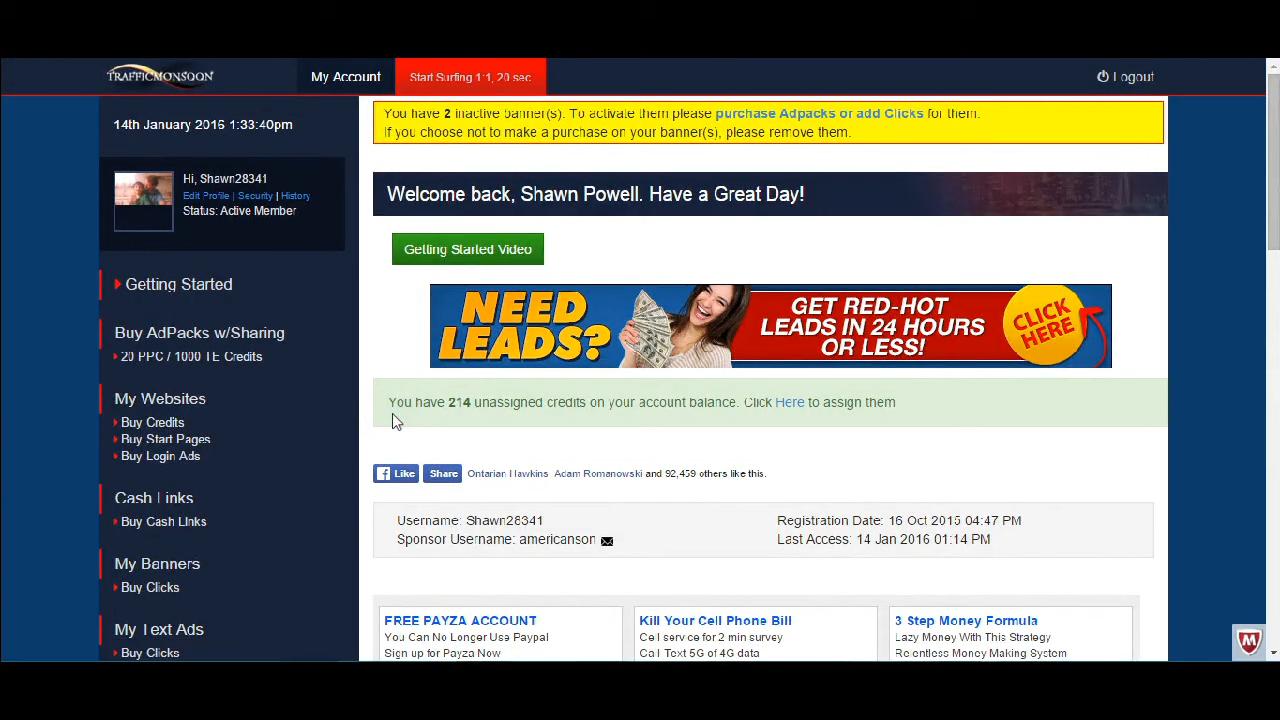 TRAFFICMONSOON
My Account
Start Surfing 1:1, 20 sec
Logout
14th January 2016 1:33:40pm
Hi, Shawn28341
Edit Profile | Security | History
Status: Active Member
Getting Started
Buy AdPacks w/Sharing
20 PPC / 1000 TE Credits
My Websites
Buy Credits
Buy Start Pages
Buy Login Ads
Cash Links
Buy Cash Links
My Banners
Buy Clicks
My Text Ads
Buy Clicks
You have 2 inactive banner(s). To activate them please purchase Adpacks or add Clicks for them.
If you choose not to make a purchase on your banner(s), please remove them.
Welcome back, Shawn Powell. Have a Great Day!
Getting Started Video
NEED
LEADS?
GET RED-HOT
LEADS IN 24 HOURS
OR LESS!
CLICK
HERE
You have 214 unassigned credits on your account balance. Click Here to assign them
Like
Share
Ontarian Hawkins, Adam Romanowski and 92,459 others like this.
Username: Shawn28341
Sponsor Username: americanson
Registration Date: 16 Oct 2015 04:47 PM
Last Access: 14 Jan 2016 01:14 PM
FREE PAYZA ACCOUNT
You Can No Longer Use Paypal
Sign up for Payza Now
Kill Your Cell Phone Bill
Cell service for 2 min survey
Call Text 5G of 4G data
3 Step Money Formula
Lazy Money With This Strategy
Relentless Money Making System